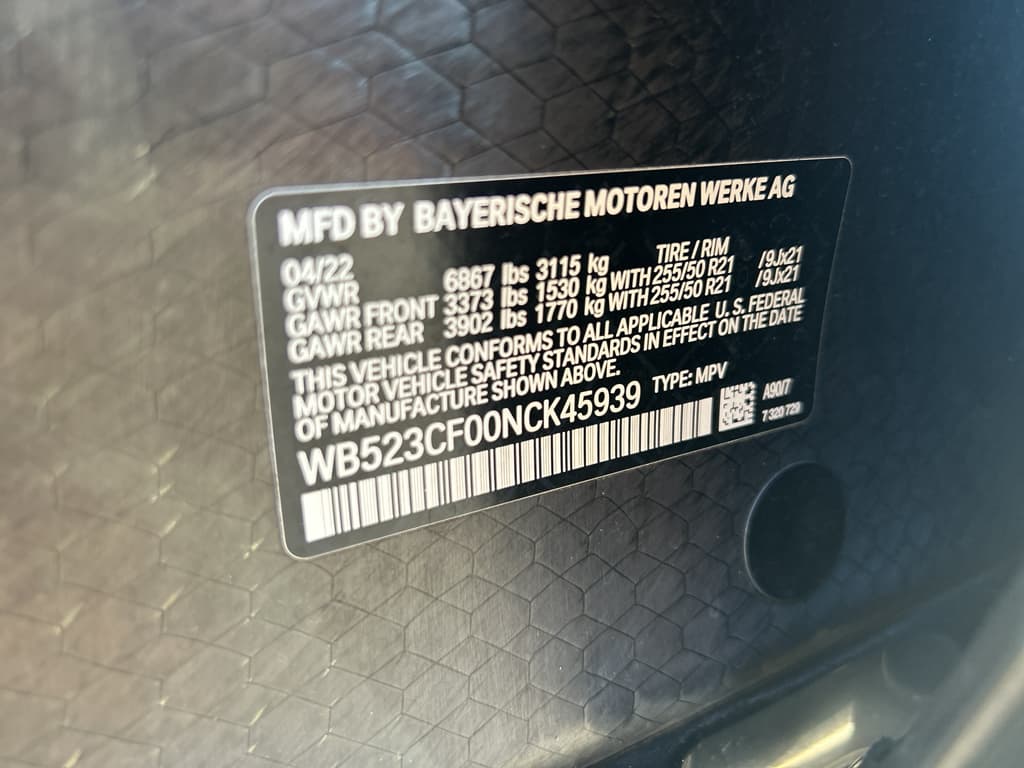 MFD BY BAYERISCHE MOTOREN WERKE AG
04/22 TIRE / RIM
GVWR 6867 lbs 3115 kg
GAWR FRONT 3373 lbs 1530 kg WITH 255/50 R21 /9Jx21
GAWR REAR 3902 lbs 1770 kg WITH 255/50 R21 /9Jx21
THIS VEHICLE CONFORMS TO ALL APPLICABLE U. S. FEDERAL
MOTOR VEHICLE SAFETY STANDARDS IN EFFECT ON THE DATE
OF MANUFACTURE SHOWN ABOVE.
WB523CF00NCK45939 TYPE: MPV
A90/7
7 320 729